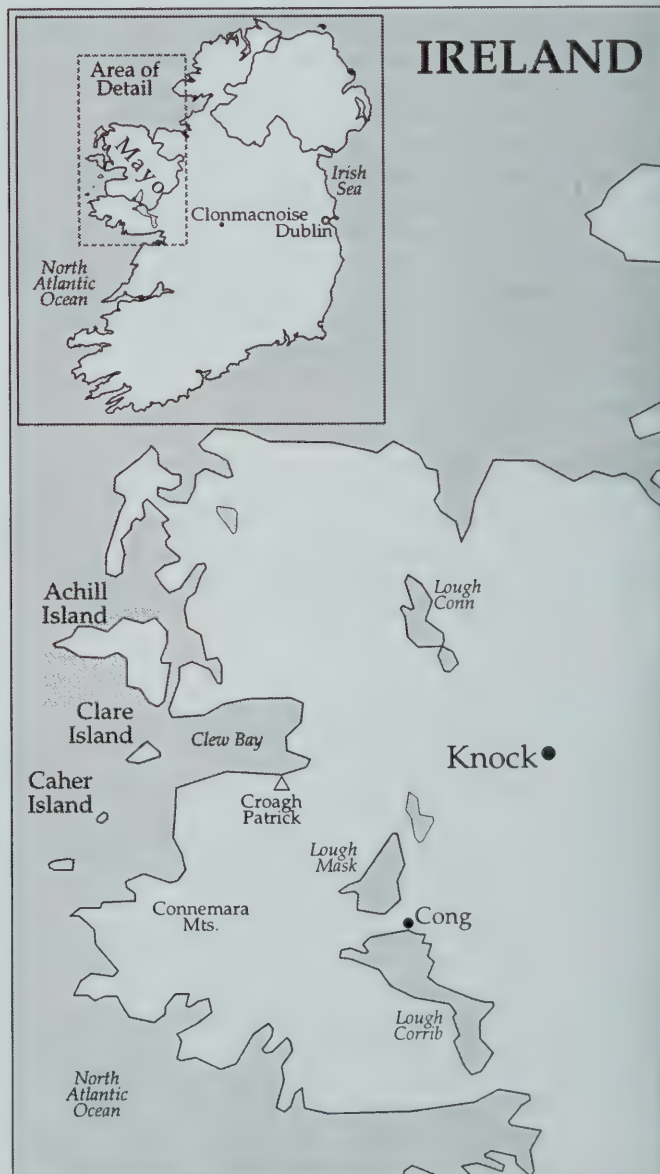 IRELAND
Area of
Detail
Mayo
Irish
Sea
Clonmacnoise
Dublin
North
Atlantic
Ocean
Achill
Island
Lough
Conn
Clare
Island
Clew Bay
Knock
Caher
Island
Croagh
Patrick
Lough
Mask
Connemara
Mts.
Cong
Lough
Corrib
North
Atlantic
Ocean